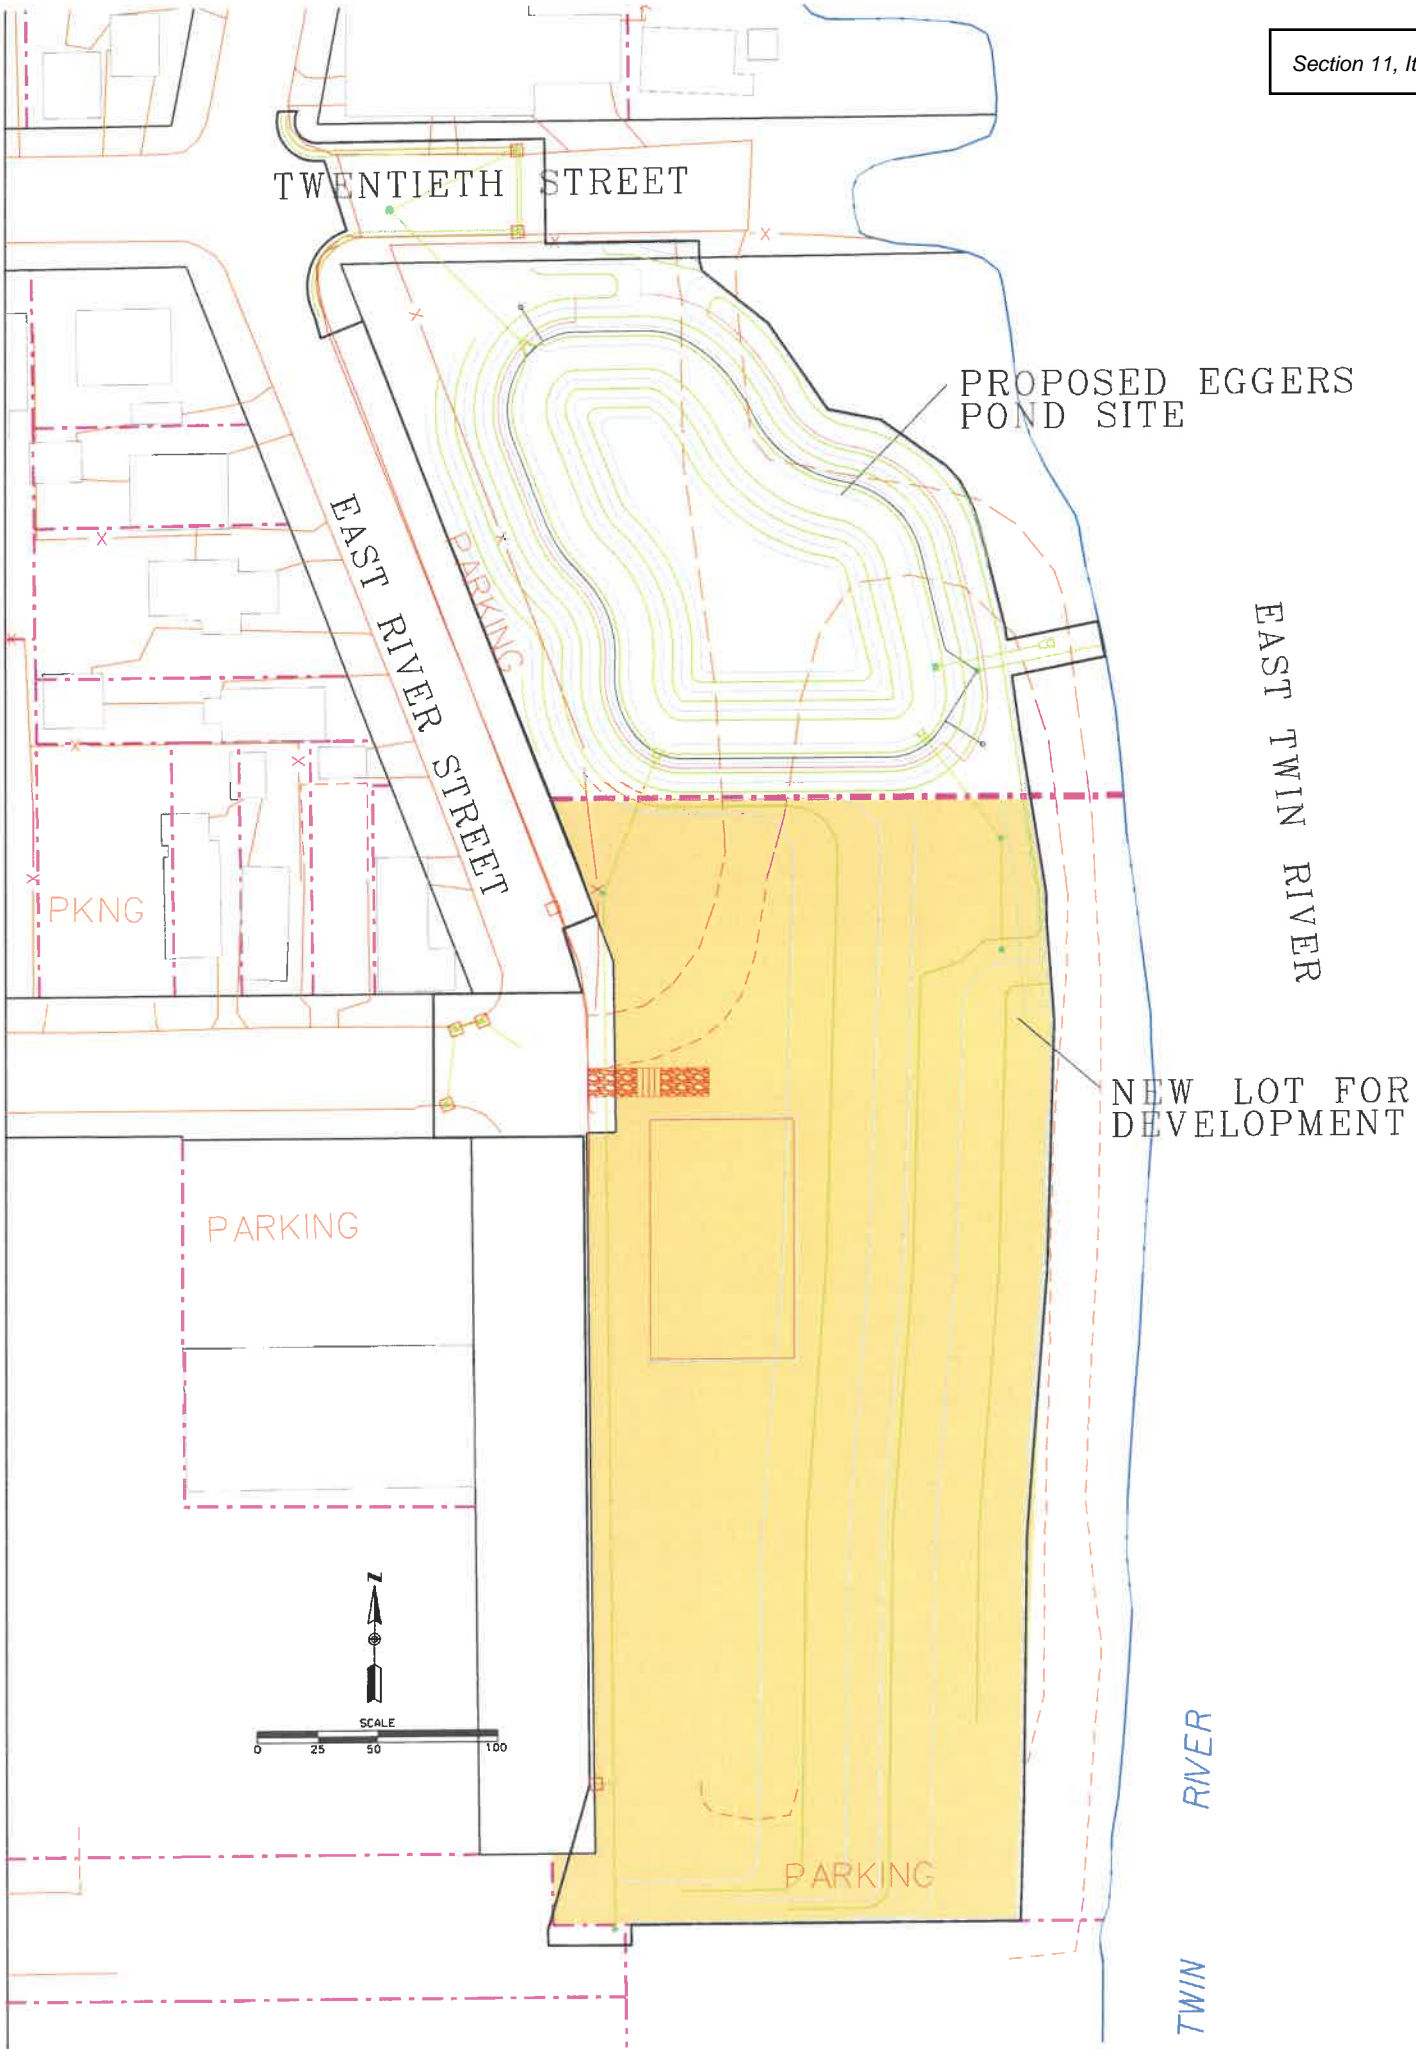 Section 11, It
TWENTIETH STREET
PROPOSED EGGERS
POND SITE
EAST RIVER STREET
PARKING
EAST TWIN RIVER
PKNG
NEW LOT FOR
DEVELOPMENT
PARKING
N
SCALE
0 25 50 100
PARKING
TWIN RIVER